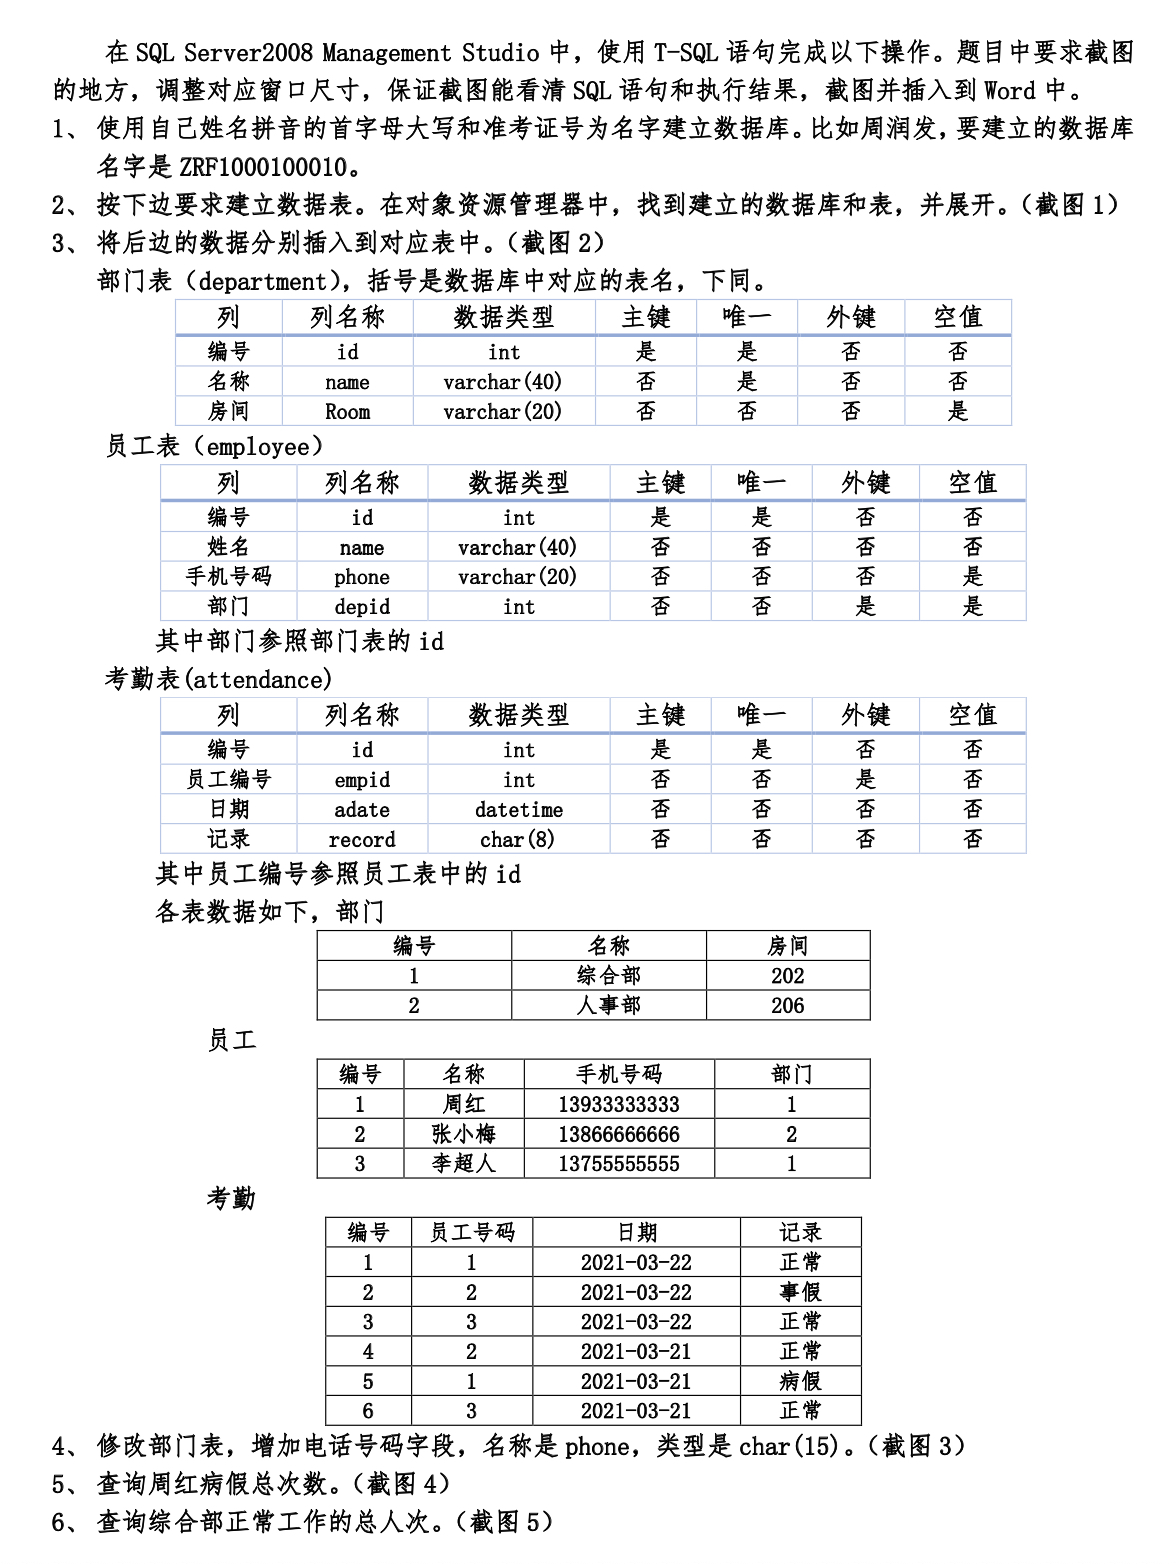 在 SQL Server2008 Management Studio 中，使用 T-SQL 语句完成以下操作。题目中要求截图
的地方，调整对应窗口尺寸，保证截图能看清 SQL 语句和执行结果，截图并插入到 Word 中。
1、 使用自己姓名拼音的首字母大写和准考证号为名字建立数据库。比如周润发，要建立的数据库
名字是 ZRF1000100010。
2、 按下边要求建立数据表。在对象资源管理器中，找到建立的数据库和表，并展开。（截图 1）
3、 将后边的数据分别插入到对应表中。（截图 2）
部门表（department），括号是数据库中对应的表名，下同。
列 列名称 数据类型 主键 唯一 外键 空值
编号 id int 是 是 否 否
名称 name varchar(40) 否 是 否 否
房间 Room varchar(20) 否 否 否 是
员工表（employee）
列 列名称 数据类型 主键 唯一 外键 空值
编号 id int 是 是 否 否
姓名 name varchar(40) 否 否 否 否
手机号码 phone varchar(20) 否 否 否 是
部门 depid int 否 否 是 是
其中部门参照部门表的 id
考勤表(attendance)
列 列名称 数据类型 主键 唯一 外键 空值
编号 id int 是 是 否 否
员工编号 empid int 否 否 是 否
日期 adate datetime 否 否 否 否
记录 record char(8) 否 否 否 否
其中员工编号参照员工表中的 id
各表数据如下，部门
编号 名称 房间
1 综合部 202
2 人事部 206
员工
编号 名称 手机号码 部门
1 周红 13933333333 1
2 张小梅 13866666666 2
3 李超人 13755555555 1
考勤
编号 员工号码 日期 记录
1 1 2021-03-22 正常
2 2 2021-03-22 事假
3 3 2021-03-22 正常
4 2 2021-03-21 正常
5 1 2021-03-21 病假
6 3 2021-03-21 正常
4、 修改部门表，增加电话号码字段，名称是 phone，类型是 char(15)。（截图 3）
5、 查询周红病假总次数。（截图 4）
6、 查询综合部正常工作的总人次。（截图 5）